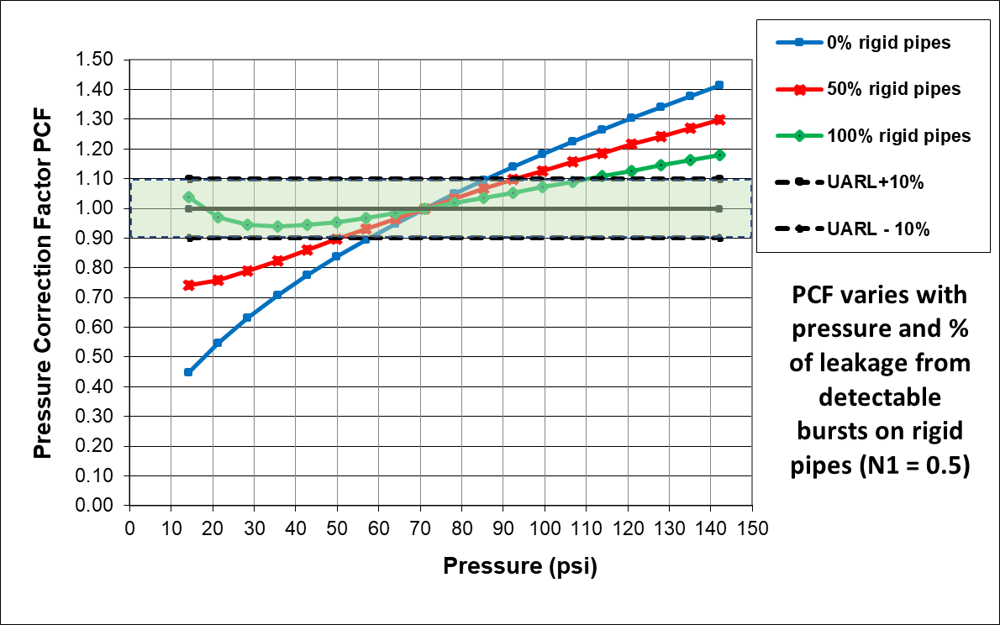 Pressure Correction Factor PCF
1.50
1.40
1.30
1.20
1.10
1.00
0.90
0.80
0.70
0.60
0.50
0.40
0.30
0.20
0.10
0.00
0 10 20 30 40 50 60 70 80 90 100 110 120 130 140 150
Pressure (psi)
0% rigid pipes
50% rigid pipes
100% rigid pipes
UARL+10%
UARL - 10%
PCF varies with
pressure and %
of leakage from
detectable
bursts on rigid
pipes (N1 = 0.5)